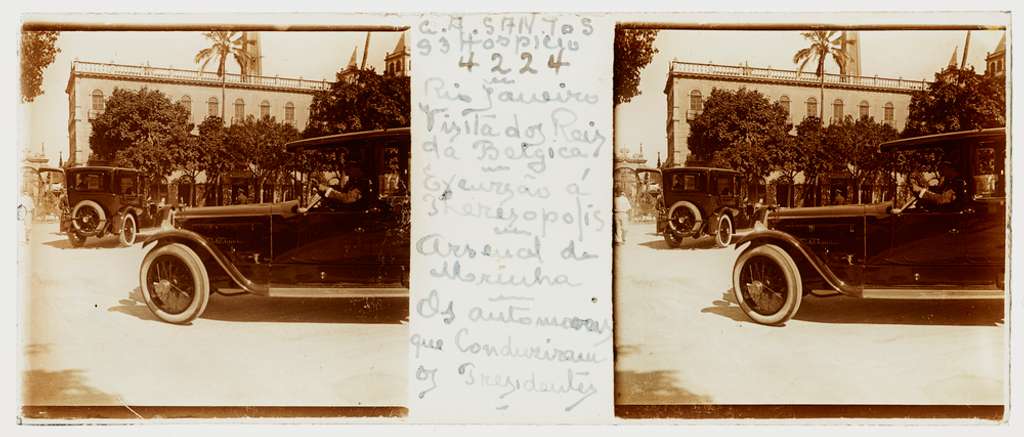 G. A. SANTOS
93 Hospicio
4224
Rio Janeiro
Visita dos Reis
da Belgica
Excursão á
Theresopolis
Arsenal de
Marinha
Os automoveis
que Conduziram
os Presidentes